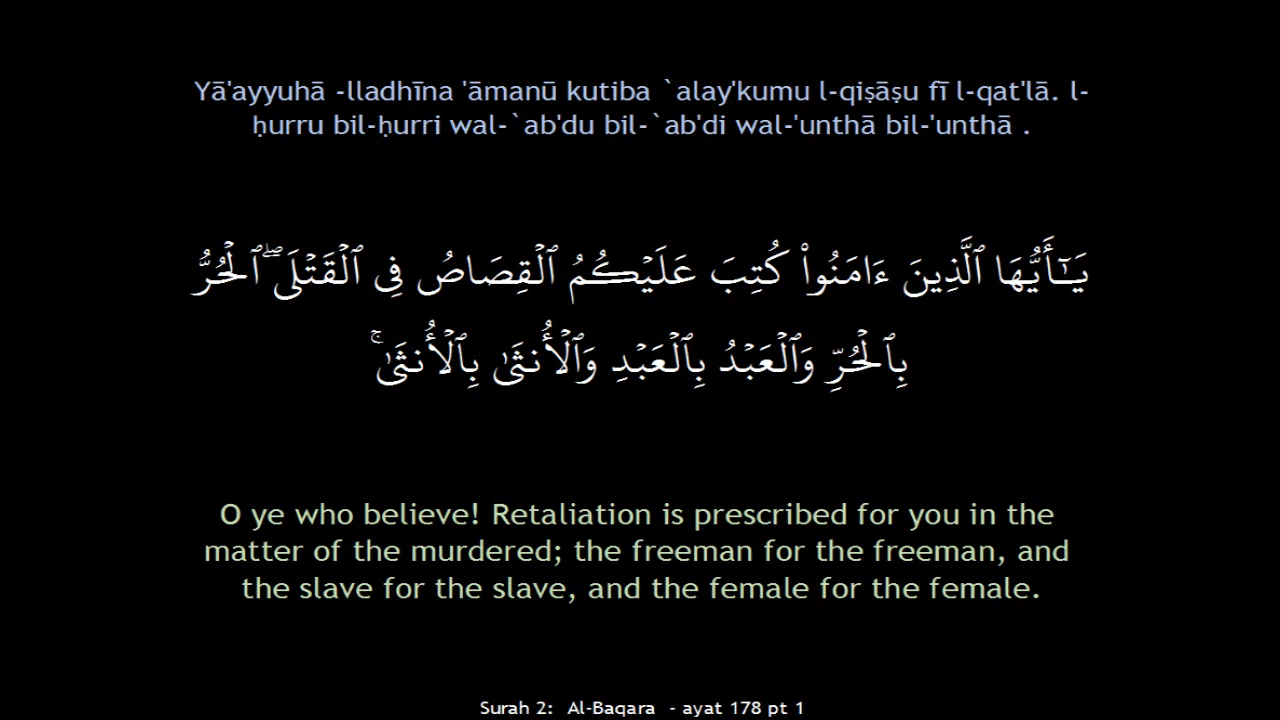 Yā'ayyuhā -lladhīna 'āmanū kutiba `alay'kumu l-qiṣāṣu fī l-qat'lā. l-
ḥurru bil-ḥurri wal-`ab'du bil-`ab'di wal-'unthā bil-'unthā .
يَـٰٓأَيُّهَا ٱلَّذِينَ ءَامَنُوا۟ كُتِبَ عَلَيْكُمُ ٱلْقِصَاصُ فِى ٱلْقَتْلَى ۖ ٱلْحُرُّ
بِٱلْحُرِّ وَٱلْعَبْدُ بِٱلْعَبْدِ وَٱلْأُنثَىٰ بِٱلْأُنثَىٰ ۚ
O ye who believe! Retaliation is prescribed for you in the
matter of the murdered; the freeman for the freeman, and
the slave for the slave, and the female for the female.
Surah 2: Al-Baqara - ayat 178 pt 1